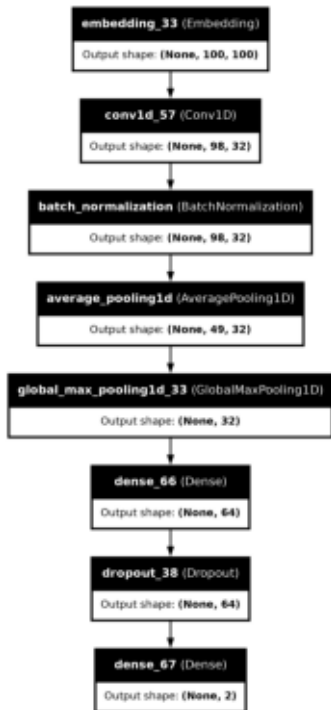 embedding_33 (Embedding)
Output shape: (None, 100, 100)
conv1d_57 (Conv1D)
Output shape: (None, 98, 32)
batch_normalization (BatchNormalization)
Output shape: (None, 98, 32)
average_pooling1d (AveragePooling1D)
Output shape: (None, 49, 32)
global_max_pooling1d_33 (GlobalMaxPooling1D)
Output shape: (None, 32)
dense_66 (Dense)
Output shape: (None, 64)
dropout_38 (Dropout)
Output shape: (None, 64)
dense_67 (Dense)
Output shape: (None, 2)